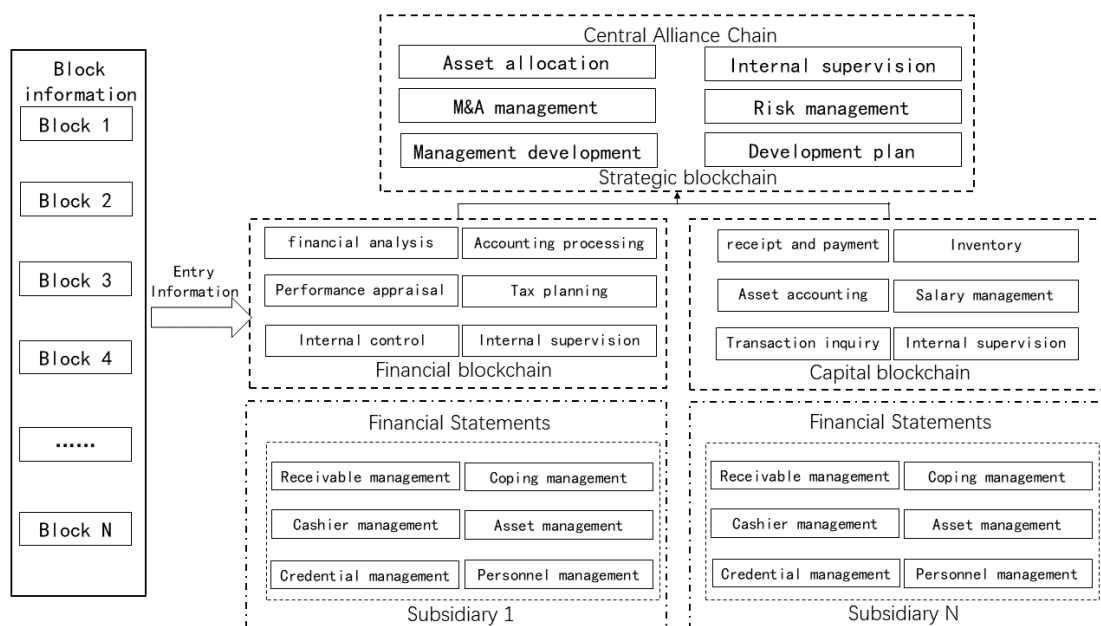 Block
information
Block 1
Block 2
Block 3
Block 4
……
Block N
Entry
Information
Central Alliance Chain
Asset allocation
Internal supervision
M&A management
Risk management
Management development
Development plan
Strategic blockchain
financial analysis
Accounting processing
Performance appraisal
Tax planning
Internal control
Internal supervision
Financial blockchain
receipt and payment
Inventory
Asset accounting
Salary management
Transaction inquiry
Internal supervision
Capital blockchain
Financial Statements
Receivable management
Coping management
Cashier management
Asset management
Credential management
Personnel management
Subsidiary 1
Financial Statements
Receivable management
Coping management
Cashier management
Asset management
Credential management
Personnel management
Subsidiary N